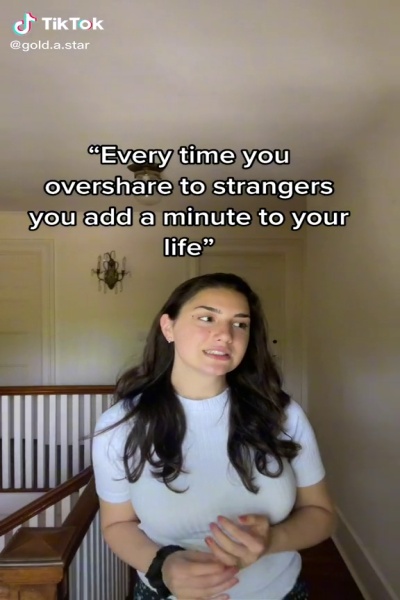 TikTok
@gold.a.star
“Every time you
overshare to strangers
you add a minute to your
life”